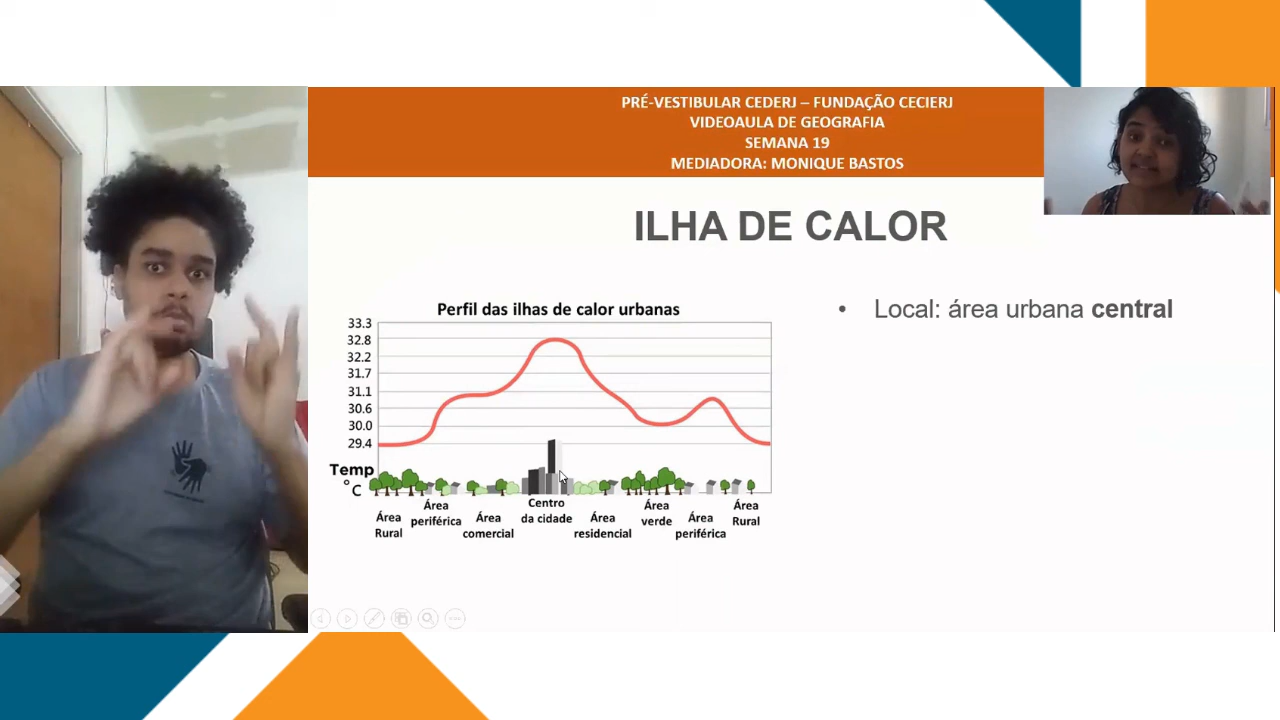 PRÉ-VESTIBULAR CEDERJ – FUNDAÇÃO CECIERJ
VIDEOAULA DE GEOGRAFIA
SEMANA 19
MEDIADORA: MONIQUE BASTOS
ILHA DE CALOR
Perfil das ilhas de calor urbanas
33.3
32.8
32.2
31.7
31.1
30.6
30.0
29.4
Temp
°C
Área
Rural
Área
periférica
Área
comercial
Centro
da cidade
Área
residencial
Área
verde
Área
periférica
Área
Rural
• Local: área urbana central